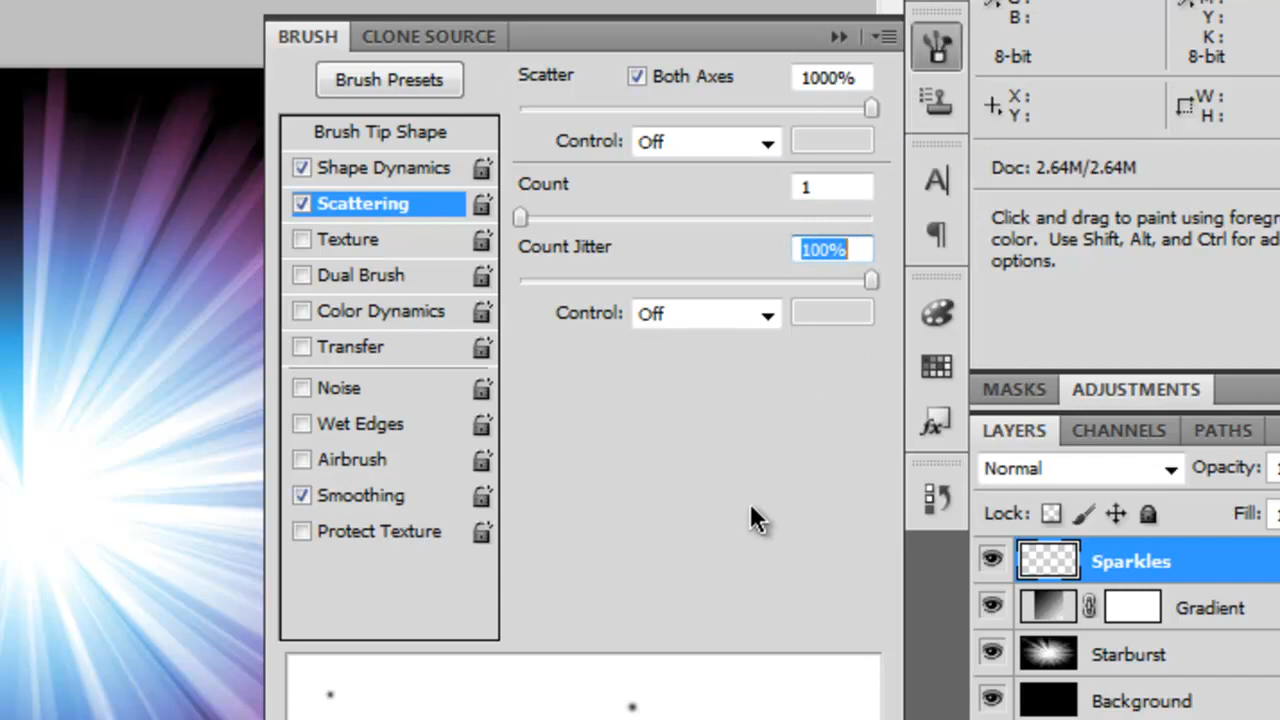 BRUSH CLONE SOURCE
Brush Presets
Brush Tip Shape
Shape Dynamics
Scattering
Texture
Dual Brush
Color Dynamics
Transfer
Noise
Wet Edges
Airbrush
Smoothing
Protect Texture
Scatter Both Axes 1000%
Control: Off
Count 1
Count Jitter 100%
Control: Off
B: Y:
K:
8-bit 8-bit
X: W:
Y: H:
Doc: 2.64M/2.64M
Click and drag to paint using foregr
color. Use Shift, Alt, and Ctrl for ad
options.
MASKS ADJUSTMENTS
LAYERS CHANNELS PATHS
Normal Opacity:
Lock: Fill:
Sparkles
Gradient
Starburst
Background